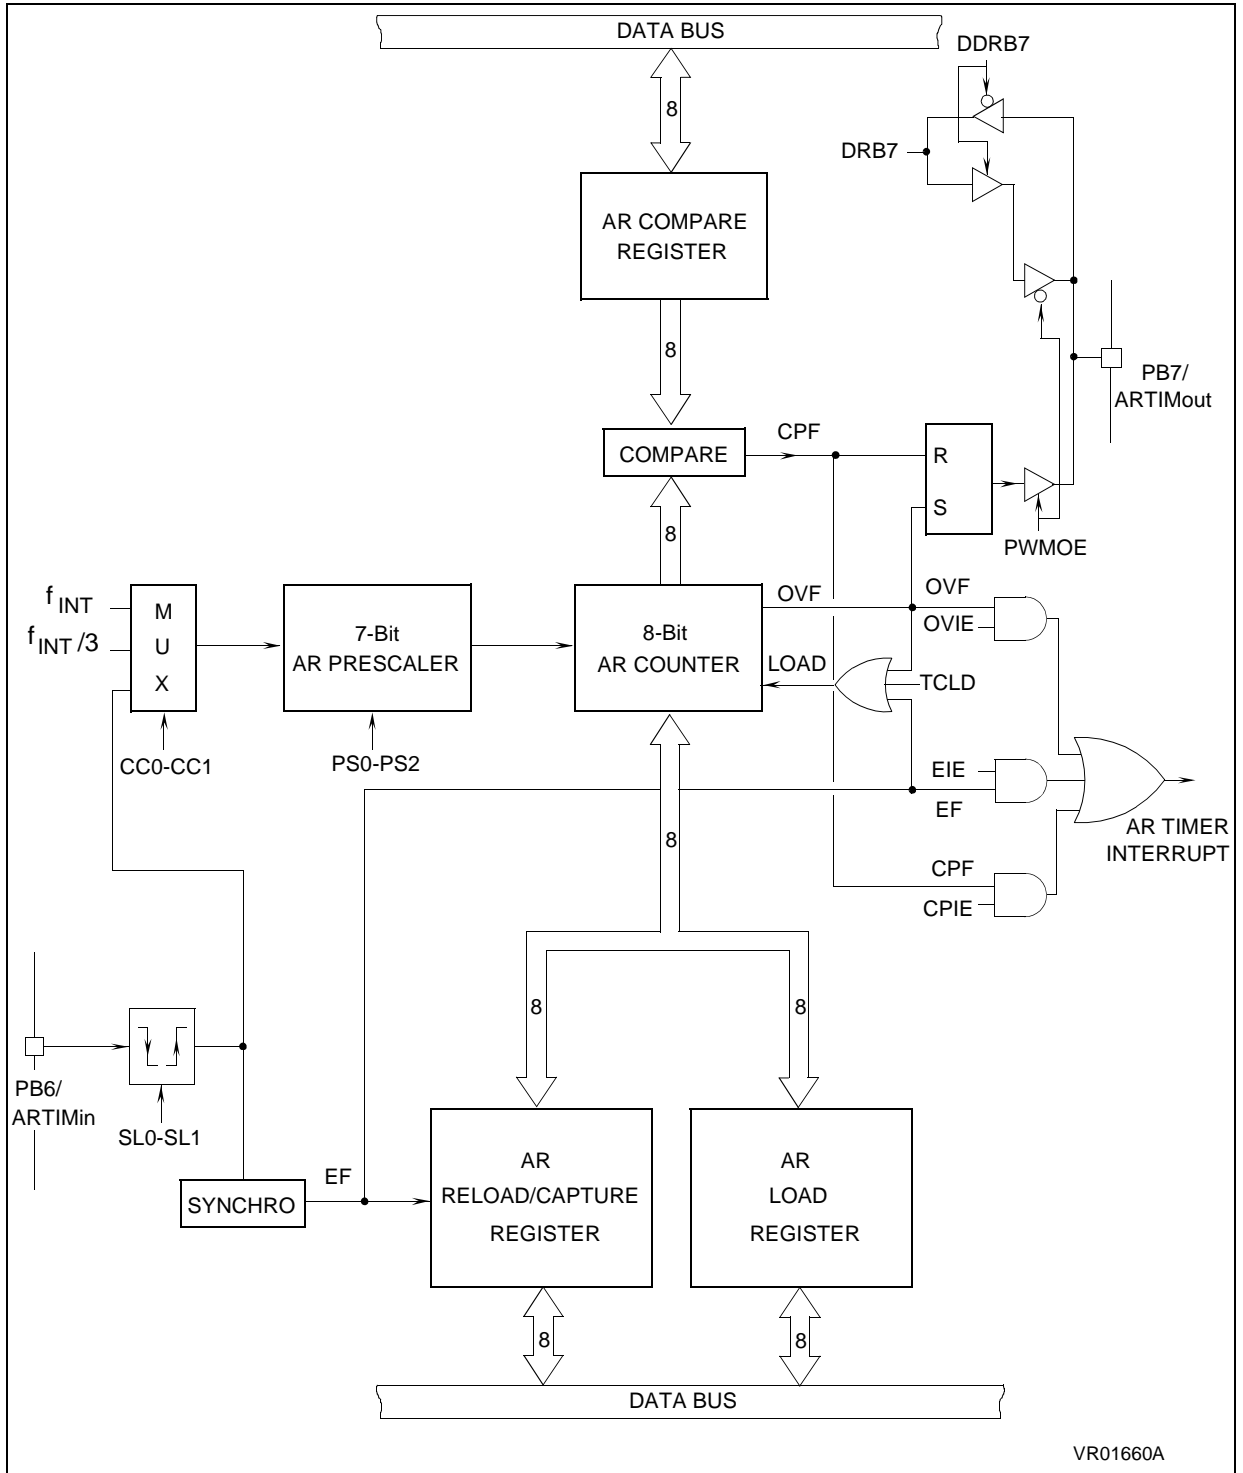 DATA BUS
DDRB7
8
DRB7
AR COMPARE
REGISTER
8
PB7/
ARTIMout
CPF
COMPARE
R
S
8
PWMOE
f INT
f INT /3
M
U
X
7-Bit
AR PRESCALER
8-Bit
AR COUNTER
OVF
OVF
OVIE
LOAD
TCLD
CC0-CC1
PS0-PS2
EIE
EF
AR TIMER
INTERRUPT
8
CPF
CPIE
8
8
PB6/
ARTIMin
SL0-SL1
SYNCHRO
EF
AR
RELOAD/CAPTURE
REGISTER
AR
LOAD
REGISTER
8
8
DATA BUS
VR01660A